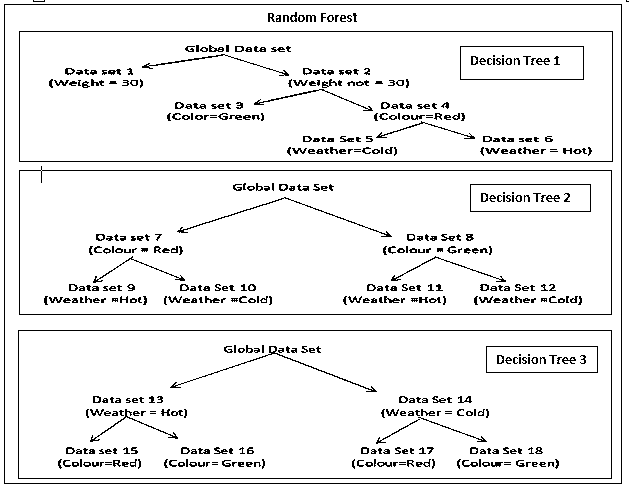 Random Forest
Global Data set
Decision Tree 1
Data set 1
(Weight = 30)
Data set 2
(Weight not = 30)
Data set 3
(Color=Green)
Data set 4
(Colour=Red)
Data Set 5
(Weather=Cold)
Data set 6
(Weather = Hot)
Global Data Set
Decision Tree 2
Data set 7
(Colour = Red)
Data Set 8
(Colour = Green)
Data set 9
(Weather =Hot)
Data Set 10
(Weather =Cold)
Data Set 11
(Weather =Hot)
Data Set 12
(Weather =Cold)
Global Data Set
Decision Tree 3
Data set 13
(Weather = Hot)
Data Set 14
(Weather = Cold)
Data set 15
(Colour=Red)
Data Set 16
(Colour= Green)
Data Set 17
(Colour=Red)
Data Set 18
(Colour= Green)